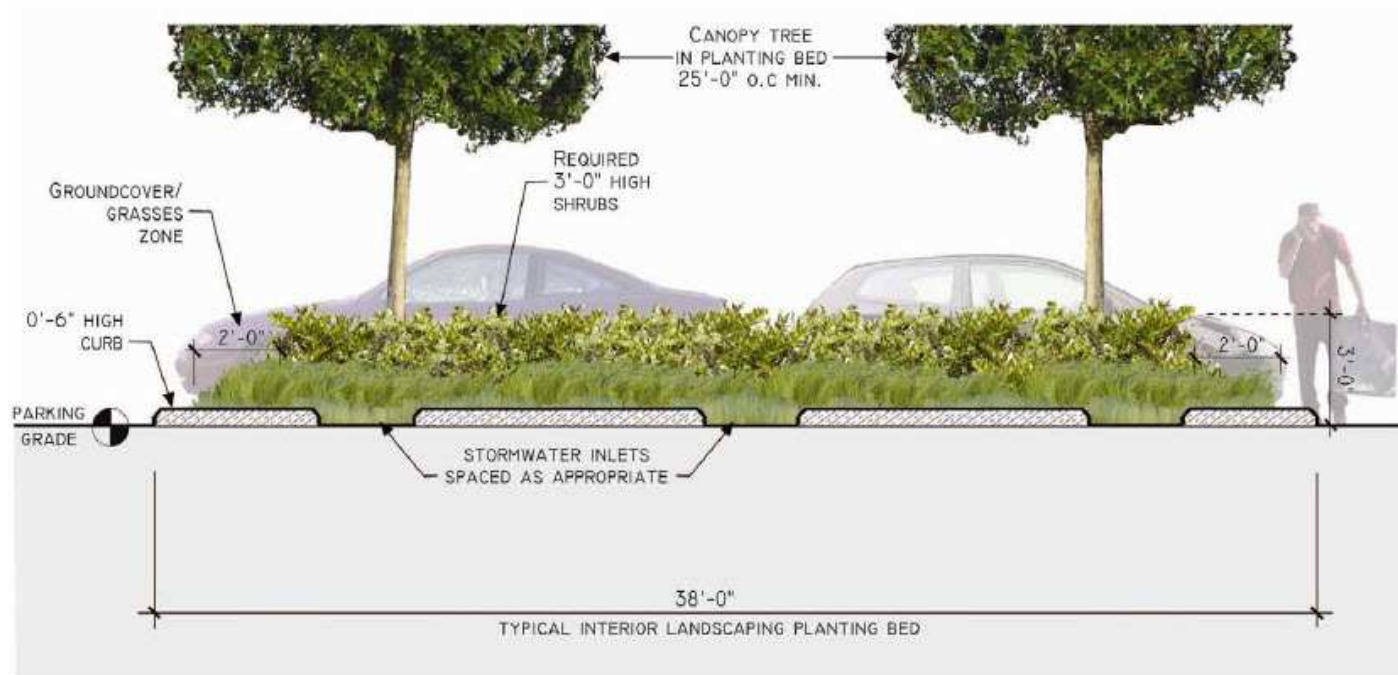 CANOPY TREE
IN PLANTING BED
25'-0" O.C MIN.
REQUIRED
3'-0" HIGH
SHRUBS
GROUNDCOVER/
GRASSES
ZONE
0'-6" HIGH
CURB
2'-0"
2'-0"
3'-0"
PARKING
GRADE
STORMWATER INLETS
SPACED AS APPROPRIATE
38'-0"
TYPICAL INTERIOR LANDSCAPING PLANTING BED